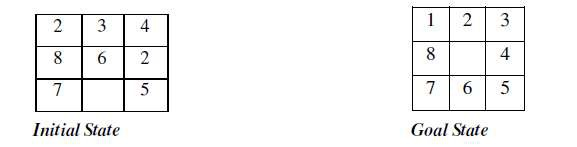 2 3 4
8 6 2
7 5
Initial State
1 2 3
8 4
7 6 5
Goal State